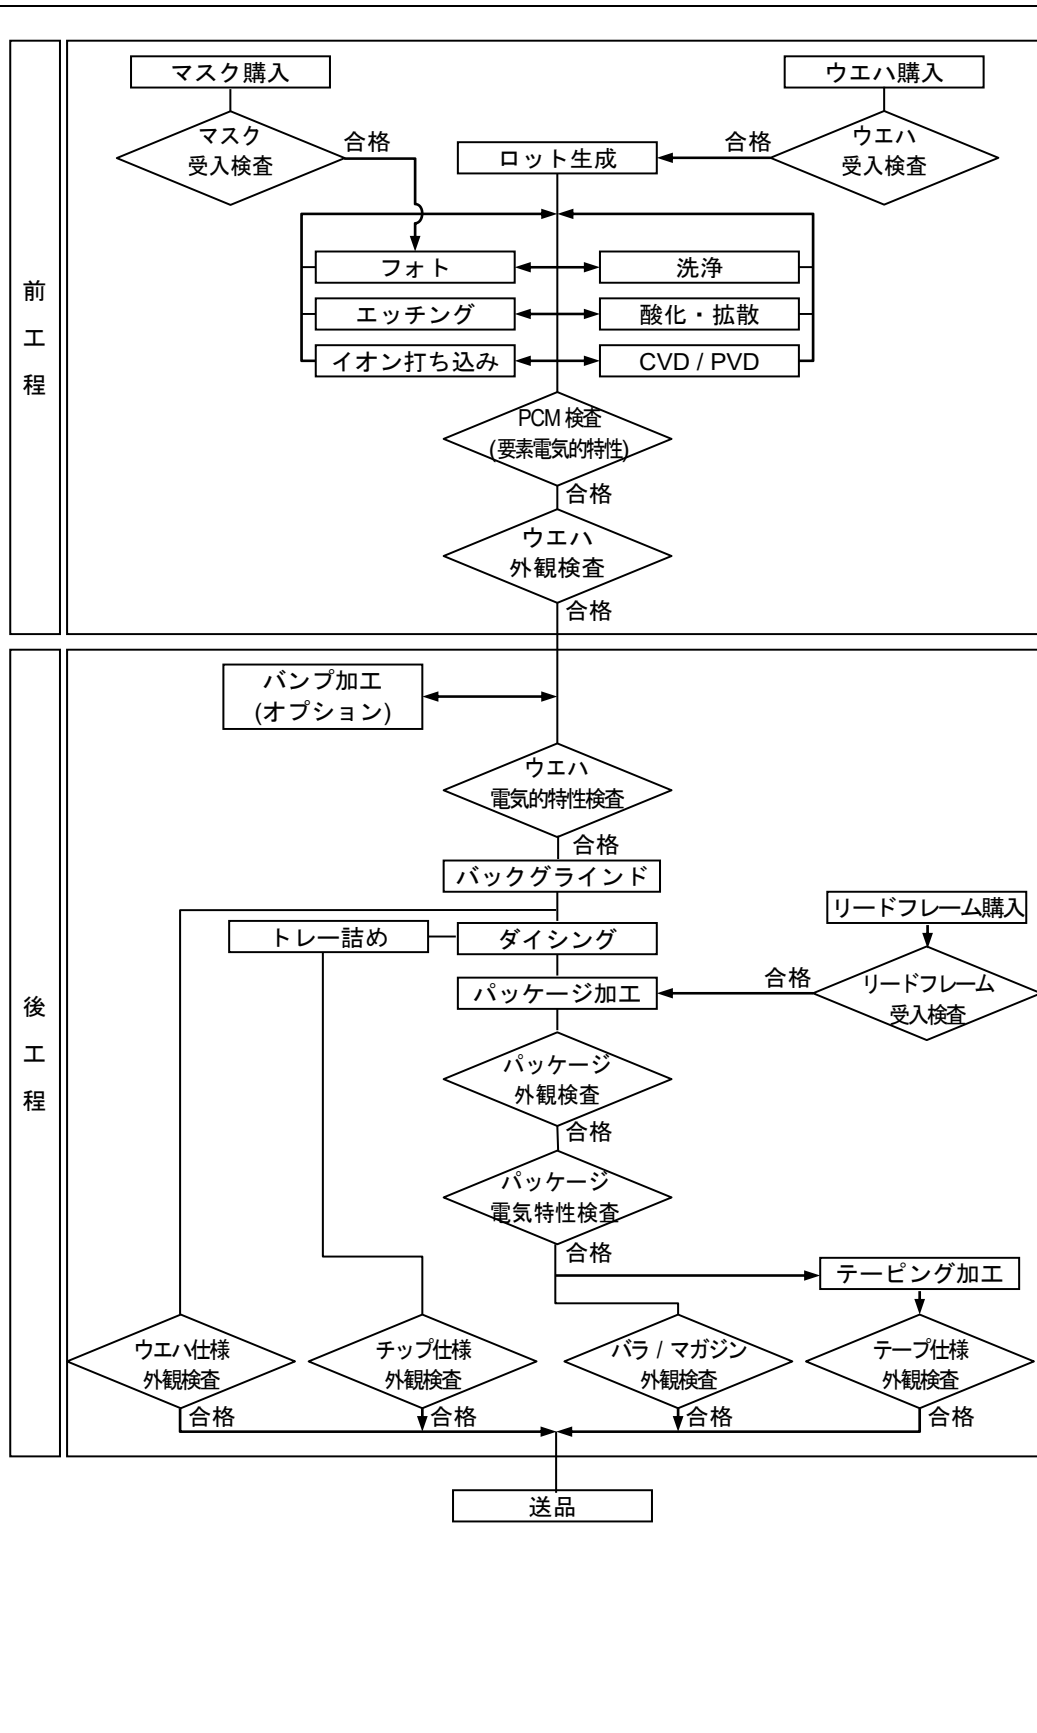 前
工
程
マスク購入
ウエハ購入
マスク
受入検査
合格
ロット生成
合格
ウエハ
受入検査
フォト
洗浄
エッチング
酸化・拡散
イオン打ち込み
CVD / PVD
PCM 検査
(要素電気的特性)
合格
ウエハ
外観検査
合格
後
工
程
バンプ加工
(オプション)
ウエハ
電気的特性検査
合格
バックグラインド
トレー詰め
ダイシング
リードフレーム購入
パッケージ加工
合格
リードフレーム
受入検査
パッケージ
外観検査
合格
パッケージ
電気特性検査
合格
テーピング加工
ウエハ仕様
外観検査
合格
チップ仕様
外観検査
合格
バラ / マガジン
外観検査
合格
テープ仕様
外観検査
合格
送品